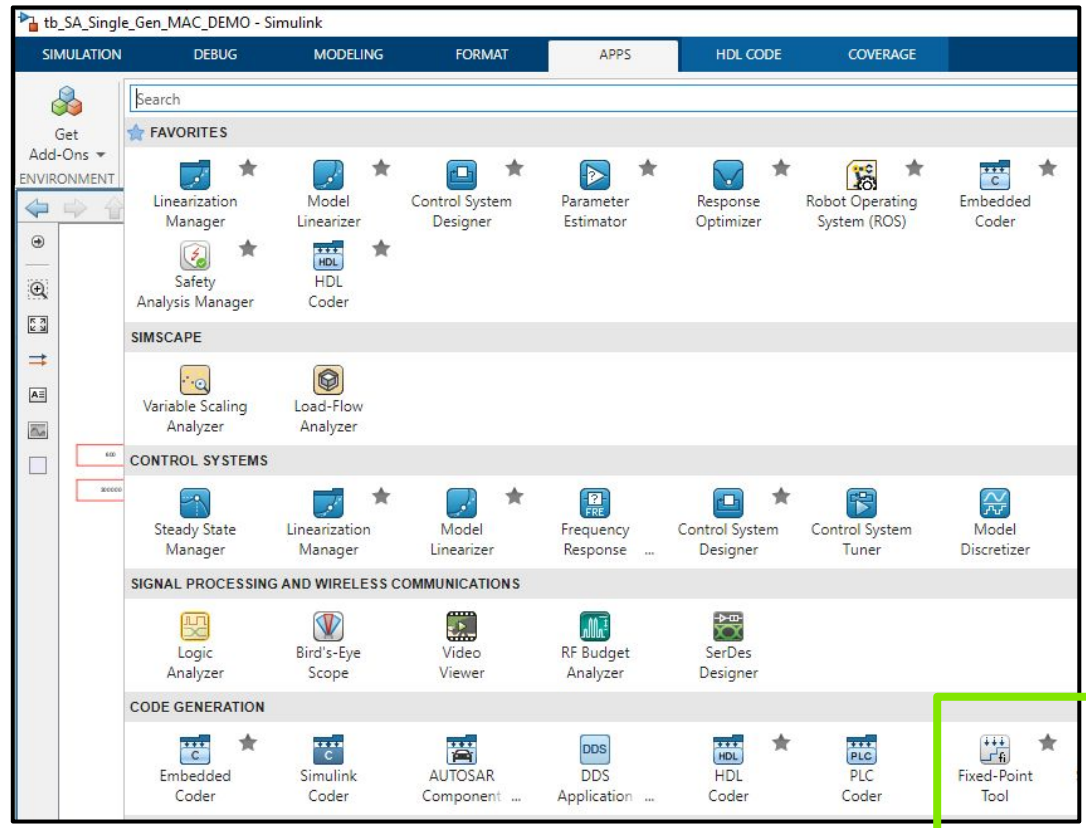 tb_SA_Single_Gen_MAC_DEMO - Simulink
SIMULATION DEBUG MODELING FORMAT APPS HDL CODE COVERAGE
Get
Add-Ons
ENVIRONMENT
Search
FAVORITES
Linearization
Manager
Model
Linearizer
Control System
Designer
Parameter
Estimator
Response
Optimizer
Robot Operating
System (ROS)
Embedded
Coder
Safety
Analysis Manager
HDL
Coder
SIMSCAPE
Variable Scaling
Analyzer
Load-Flow
Analyzer
CONTROL SYSTEMS
Steady State
Manager
Linearization
Manager
Model
Linearizer
Frequency
Response ...
Control System
Designer
Control System
Tuner
Model
Discretizer
SIGNAL PROCESSING AND WIRELESS COMMUNICATIONS
Logic
Analyzer
Bird's-Eye
Scope
Video
Viewer
RF Budget
Analyzer
SerDes
Designer
CODE GENERATION
Embedded
Coder
Simulink
Coder
AUTOSAR
Component ...
DDS
DDS
Application ...
HDL
HDL
Coder
PLC
PLC
Coder
fi
Fixed-Point
Tool